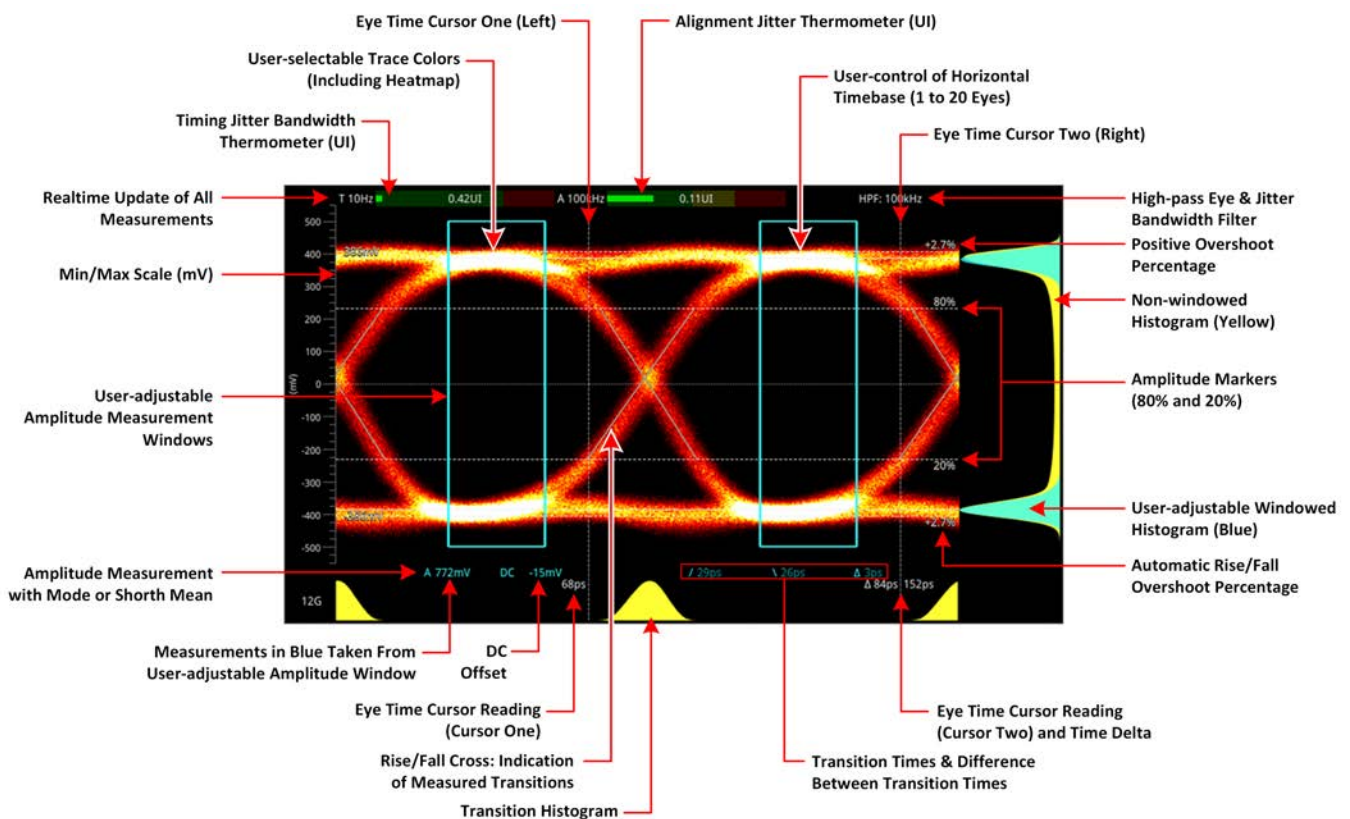 Eye Time Cursor One (Left)
Alignment Jitter Thermometer (UI)
User-selectable Trace Colors
(Including Heatmap)
User-control of Horizontal
Timebase (1 to 20 Eyes)
Timing Jitter Bandwidth
Thermometer (UI)
Eye Time Cursor Two (Right)
Realtime Update of All
Measurements
T 10Hz
0.42UI
A 100kHz
0.11UI
HPF: 100kHz
High-pass Eye & Jitter
Bandwidth Filter
500
+2.7%
Positive Overshoot
Percentage
400
386mV
Min/Max Scale (mV)
300
80%
Non-windowed
Histogram (Yellow)
200
100
(mV)
0
User-adjustable
Amplitude Measurement
Windows
Amplitude Markers
(80% and 20%)
-100
-200
20%
-300
-400
+2.7%
User-adjustable Windowed
Histogram (Blue)
-500
Automatic Rise/Fall
Overshoot Percentage
Amplitude Measurement
with Mode or Shorth Mean
A 772mV
DC -15mV
68ps
/ 29ps
\ 26ps
Δ 3ps
Δ 84ps
152ps
12G
Measurements in Blue Taken From
User-adjustable Amplitude Window
DC
Offset
Eye Time Cursor Reading
(Cursor One)
Eye Time Cursor Reading
(Cursor Two) and Time Delta
Rise/Fall Cross: Indication
of Measured Transitions
Transition Times & Difference
Between Transition Times
Transition Histogram